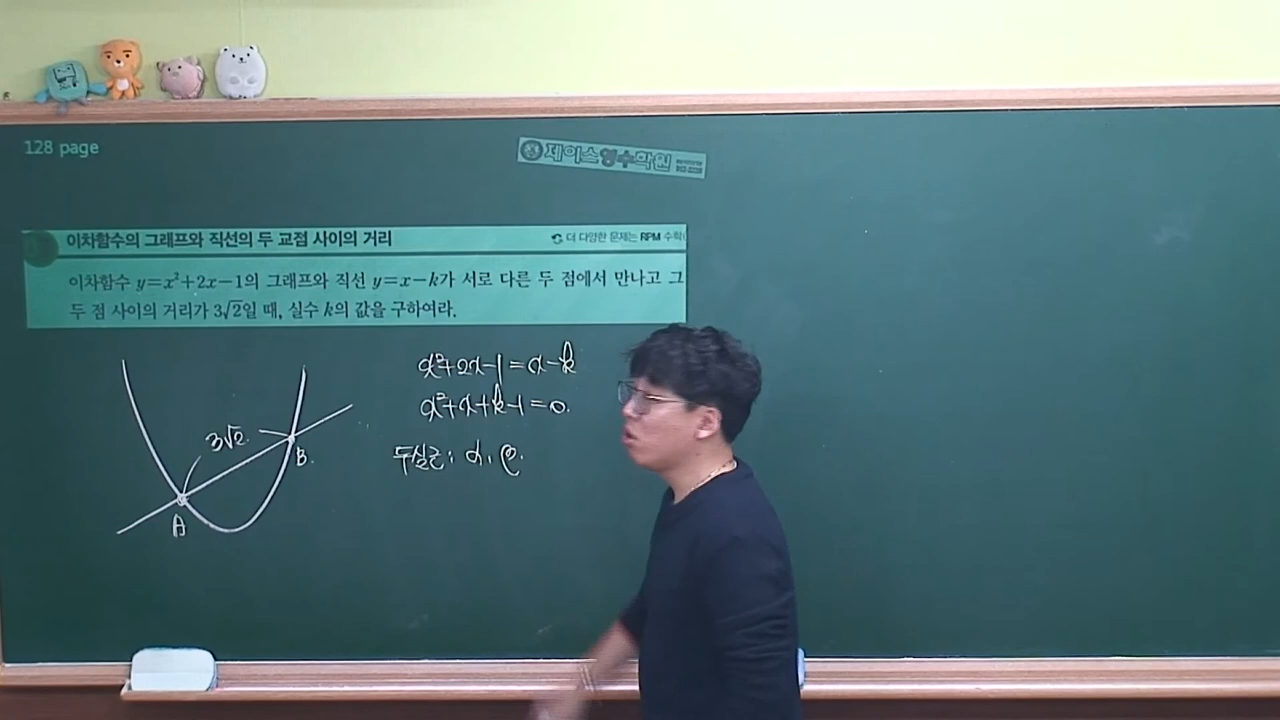 128 page
제이스영수학원
이차함수의 그래프와 직선의 두 교점 사이의 거리
더 다양한 문제는 RPM 수학
이차함수 y=x²+2x-1의 그래프와 직선 y=x-k가 서로 다른 두 점에서 만나고 그
두 점 사이의 거리가 3√2일 때, 실수 k의 값을 구하여라.
x²+2x-1=x-k
x²+x+k-1=0.
3√2.
B.
두실근: α, β.
A